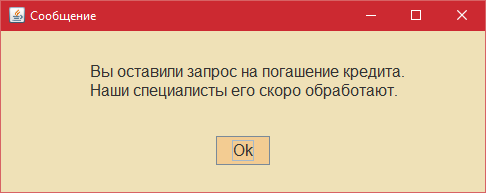 Сообщение
Вы оставили запрос на погашение кредита.
Наши специалисты его скоро обработают.
Ok